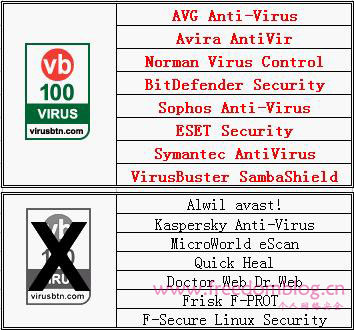 vb
100
VIRUS
virusbtn.com
AVG Anti-Virus
Avira AntiVir
Norman Virus Control
BitDefender Security
Sophos Anti-Virus
ESET Security
Symantec AntiVirus
VirusBuster SambaShield
vb
100
VIRUS
virusbtn.com
Alwil avast!
Kaspersky Anti-Virus
MicroWorld eScan
Quick Heal
Doctor Web Dr.Web
Frisk F-PROT
F-Secure Linux Security
www.freedomblog.cn